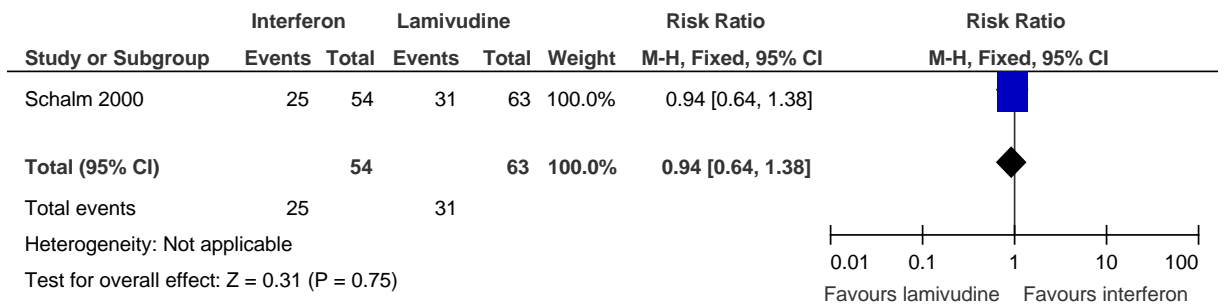 Interferon Lamivudine Risk Ratio Risk Ratio
Study or Subgroup Events Total Events Total Weight M-H, Fixed, 95% CI M-H, Fixed, 95% CI
Schalm 2000 25 54 31 63 100.0% 0.94 [0.64, 1.38]
Total (95% CI) 54 63 100.0% 0.94 [0.64, 1.38]
Total events 25 31
Heterogeneity: Not applicable
Test for overall effect: Z = 0.31 (P = 0.75)
0.01 0.1 1 10 100
Favours lamivudine Favours interferon